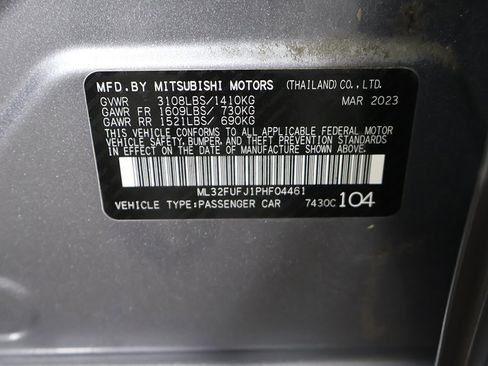 MFD.BY MITSUBISHI MOTORS (THAILAND) CO., LTD.
GVWR 3108LBS/1410KG MAR 2023
GAWR FR 1609LBS/ 730KG
GAWR RR 1521LBS/ 690KG
THIS VEHICLE CONFORMS TO ALL APPLICABLE FEDERAL MOTOR
VEHICLE SAFETY, BUMPER, AND THEFT PREVENTION STANDARDS
IN EFFECT ON THE DATE OF MANUFACTURE SHOWN ABOVE.
ML32FUFJ1PHF04461
VEHICLE TYPE:PASSENGER CAR 7430C 104